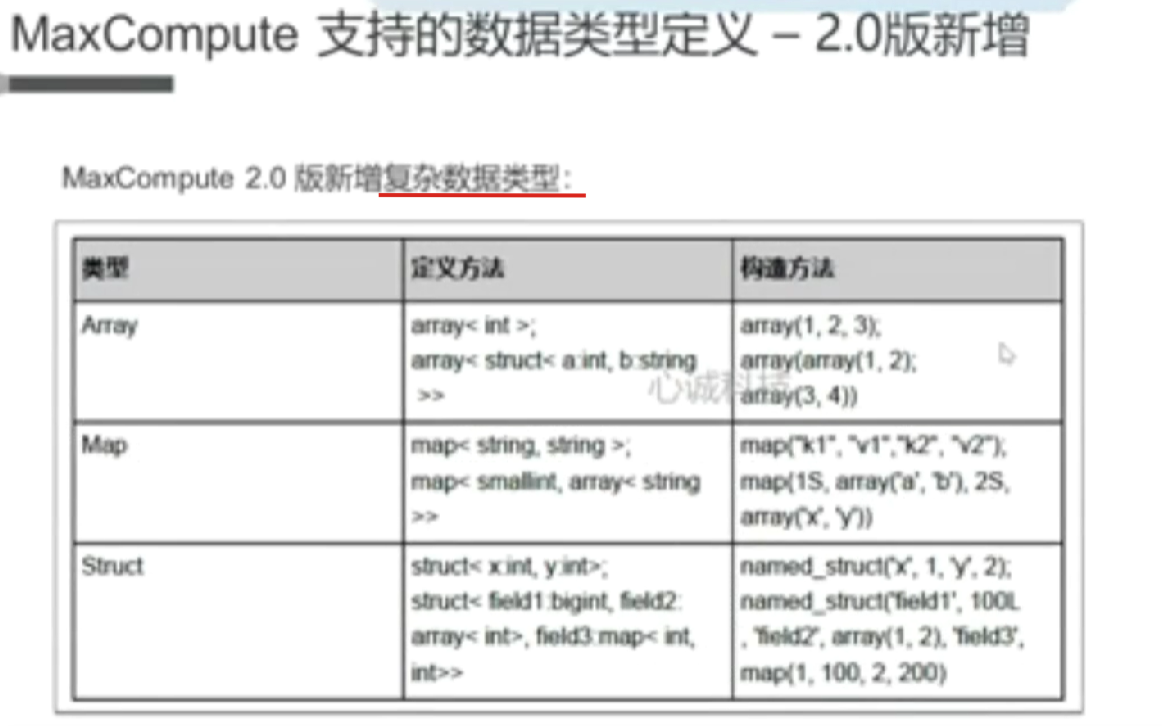 MaxCompute 支持的数据类型定义 – 2.0版新增
MaxCompute 2.0 版新增复杂数据类型:
类型 定义方法 构造方法
Array
array< int >;
array< struct< a:int, b:string
>>
array(1, 2, 3);
array(array(1, 2);
array(3, 4))
心诚科技
Map
map< string, string >;
map< smallint, array< string
>>
map("k1", "v1","k2", "v2");
map(1S, array('a', 'b'), 2S,
array('x', 'y'))
Struct
struct< x:int, y:int>;
struct< field1:bigint, field2:
array< int>, field3:map< int,
int>>
named_struct('x', 1, 'y', 2);
named_struct('field1', 100L
, 'field2', array(1, 2), 'field3',
map(1, 100, 2, 200)